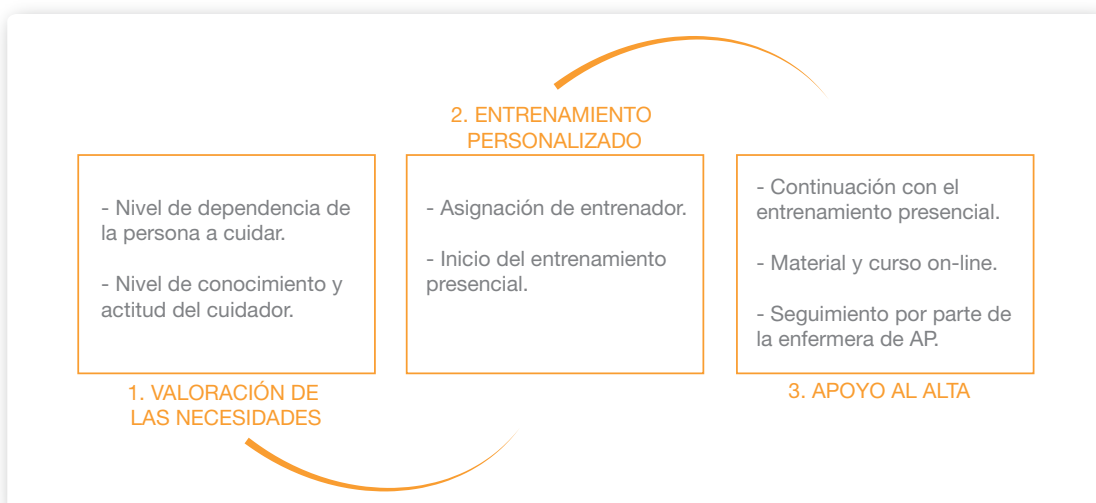 - Nivel de dependencia de
la persona a cuidar.
- Nivel de conocimiento y
actitud del cuidador.
1. VALORACIÓN DE
LAS NECESIDADES
2. ENTRENAMIENTO
PERSONALIZADO
- Asignación de entrenador.
- Inicio del entrenamiento
presencial.
- Continuación con el
entrenamiento presencial.
- Material y curso on-line.
- Seguimiento por parte de
la enfermera de AP.
3. APOYO AL ALTA